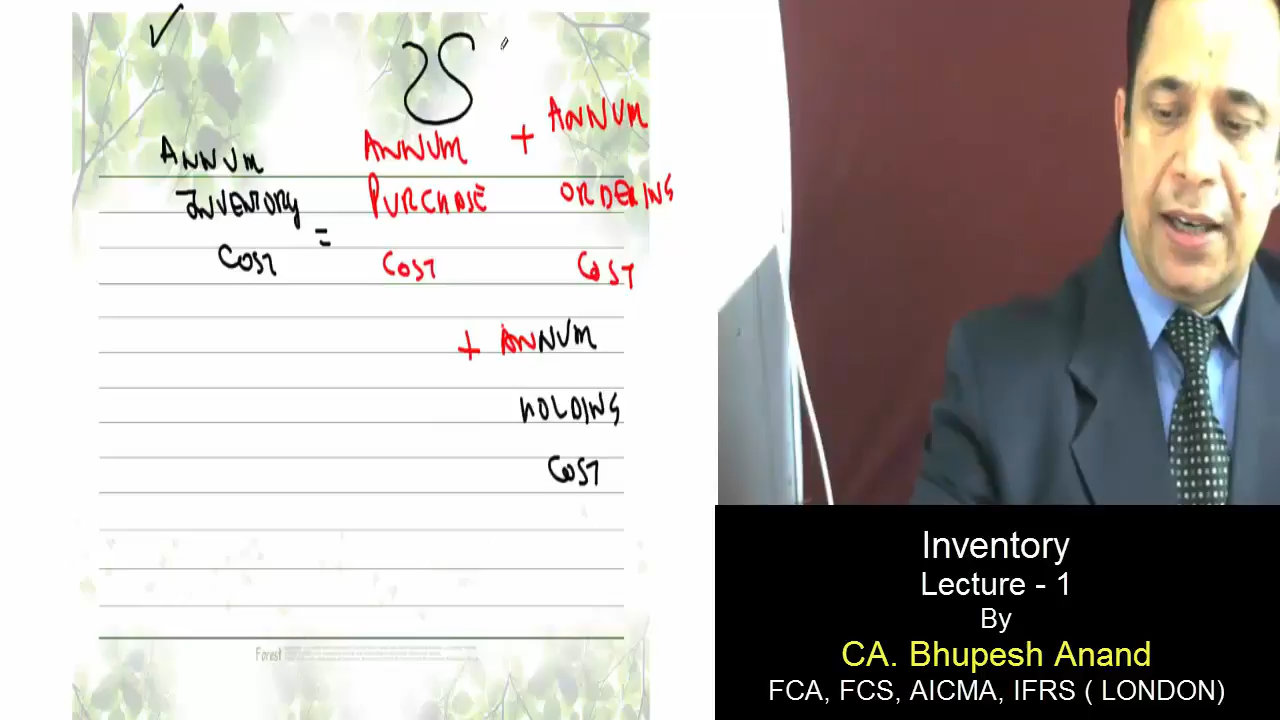 ANNUM INVENTORY COST = ANNUM PURCHASE COST + ANNUM ORDERING COST
+ ANNUM
HOLDING
COST
Forest
Inventory
Lecture - 1
By
CA. Bhupesh Anand
FCA, FCS, AICMA, IFRS ( LONDON)